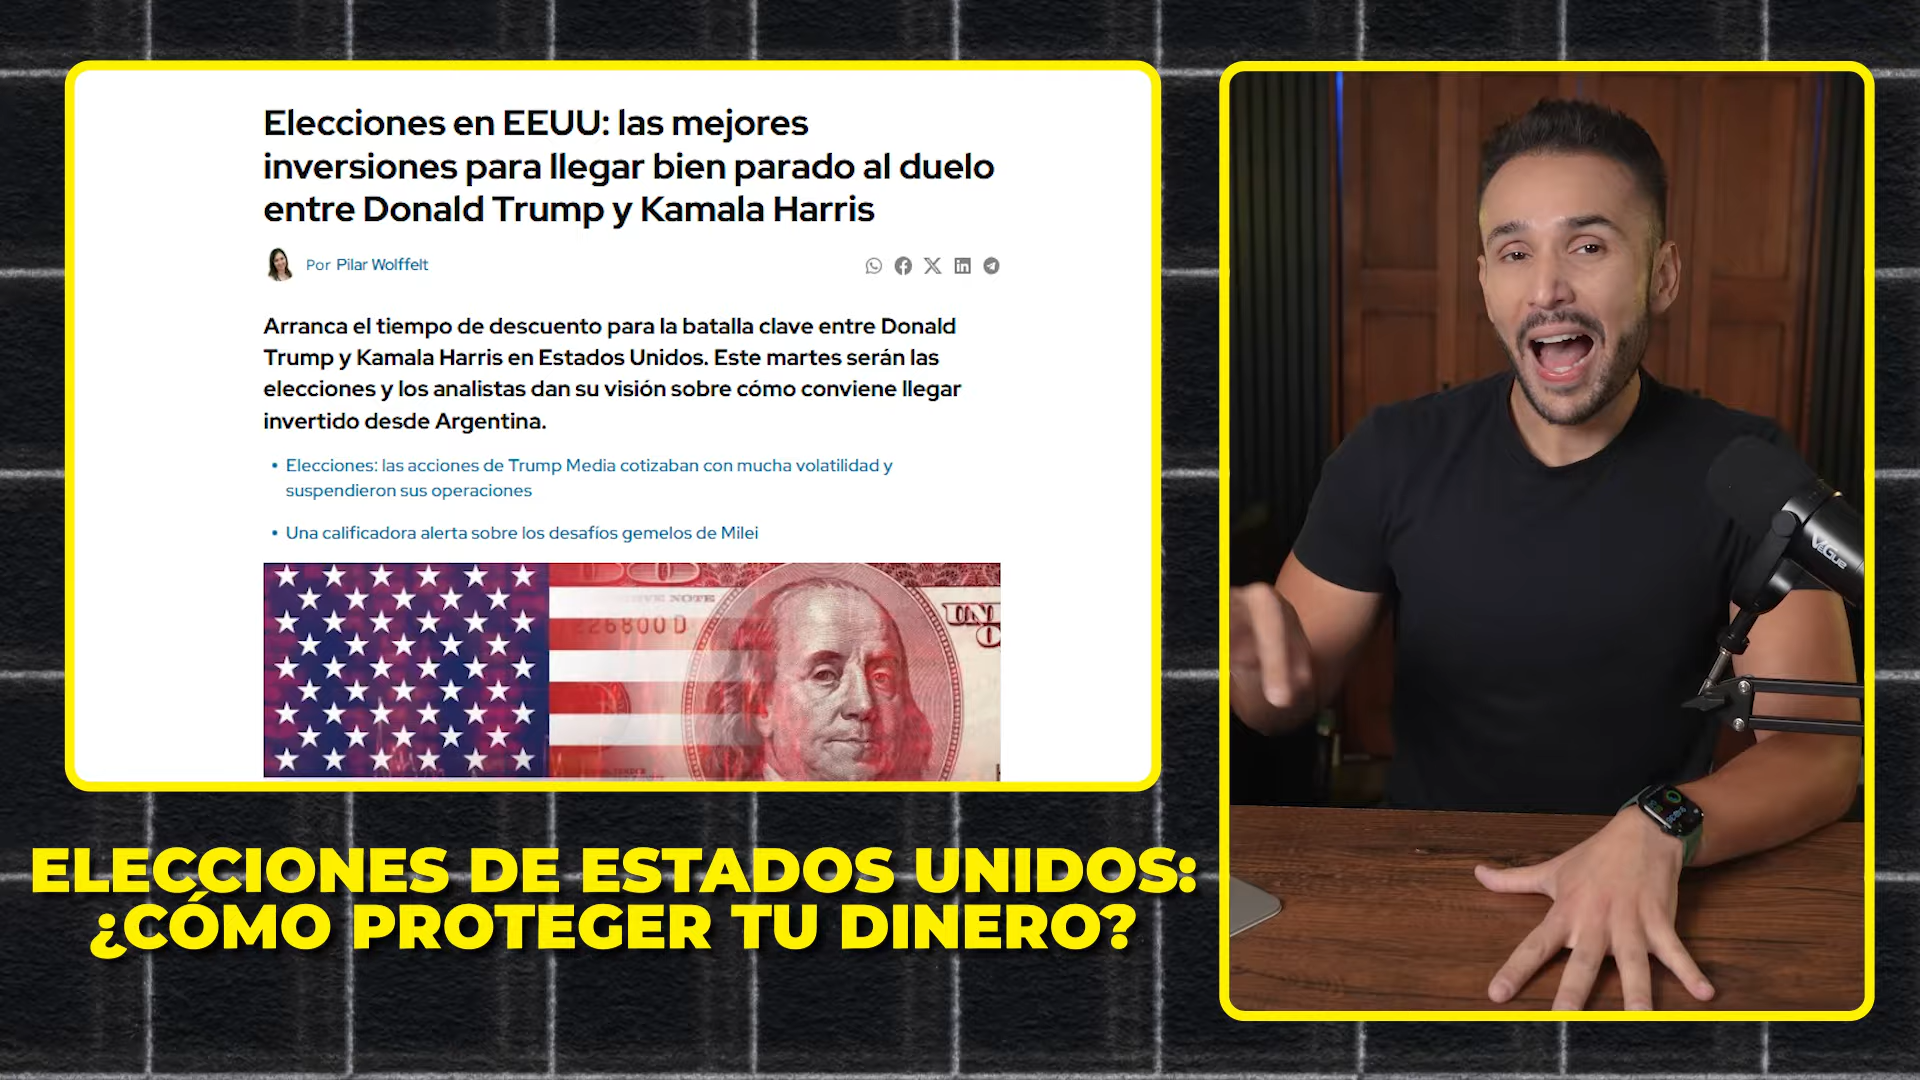 Elecciones en EEUU: las mejores
inversiones para llegar bien parado al duelo
entre Donald Trump y Kamala Harris
Por Pilar Wolffelt
Arranca el tiempo de descuento para la batalla clave entre Donald
Trump y Kamala Harris en Estados Unidos. Este martes serán las
elecciones y los analistas dan su visión sobre cómo conviene llegar
invertido desde Argentina.
• Elecciones: las acciones de Trump Media cotizaban con mucha volatilidad y
suspendieron sus operaciones
• Una calificadora alerta sobre los desafíos gemelos de Milei
NOTE
226800 D
ELECCIONES DE ESTADOS UNIDOS:
¿CÓMO PROTEGER TU DINERO?